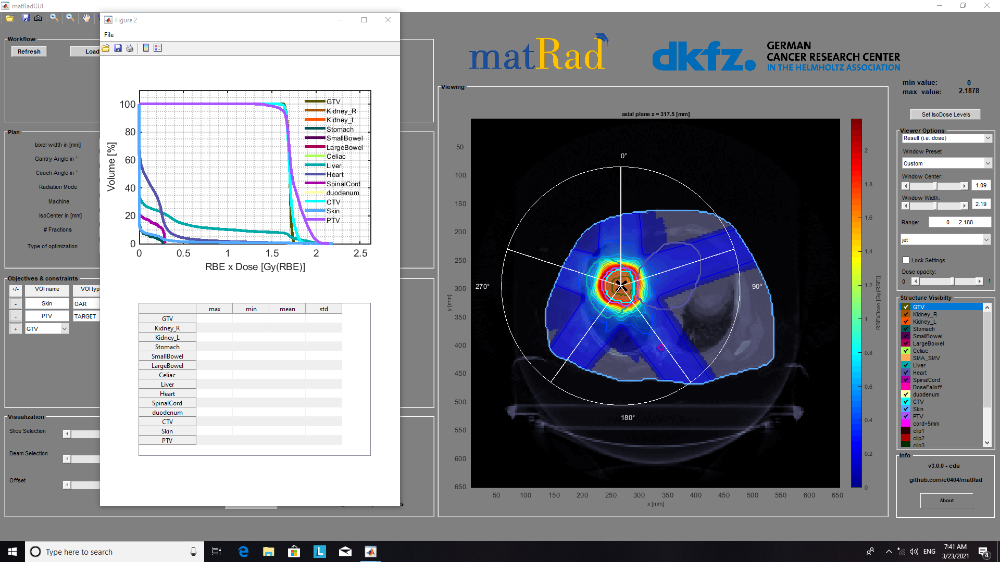 matRadGUI
Figure 2
File
Workflow
Refresh
Load
Plan
bixel width in [mm]
Gantry Angle in °
Couch Angle in °
Radiation Mode
Machine
IsoCenter in [mm]
# Fractions
Type of optimization
Objectives & constraints
+/- VOI name VOI typ
- Skin OAR
- PTV TARGET
+ GTV
Visualization
Slice Selection
Beam Selection
Offset
Volume [%]
100
80
60
40
20
0
0 0.5 1 1.5 2 2.5
RBE x Dose [Gy(RBE)]
GTV
Kidney_R
Kidney_L
Stomach
SmallBowel
LargeBowel
Celiac
Liver
Heart
SpinalCord
duodenum
CTV
Skin
PTV
max min mean std
GTV
Kidney_R
Kidney_L
Stomach
SmallBowel
LargeBowel
Celiac
Liver
Heart
SpinalCord
duodenum
CTV
Skin
PTV
matRad
dkfz.
GERMAN
CANCER RESEARCH CENTER
IN THE HELMHOLTZ ASSOCIATION
Viewing
axial plane z = 317.5 [mm]
0°
90°
180°
270°
y [mm]
50
100
150
200
250
300
350
400
450
500
550
600
650
50 100 150 200 250 300 350 400 450 500 550 600 650
x [mm]
2
1.8
1.6
1.4
1.2
1
0.8
0.6
0.4
0.2
0
RBExDose [Gy(RBE)]
min value: 0
max value: 2.1878
Set IsoDose Levels
Viewer Options
Result (i.e. dose)
Window Preset
Custom
Window Center:
1.09
Window Width:
2.19
Range: 0 2.188
jet
Lock Settings
Dose opacity:
0 1
Structure Visibilty
GTV
Kidney_R
Kidney_L
Stomach
SmallBowel
LargeBowel
Celiac
SMA_SMV
Liver
Heart
SpinalCord
DoseFalloff
duodenum
CTV
Skin
PTV
cord+5mm
clip1
clip2
clip3
Info
v3.0.0 - edu
github.com/e0404/matRad
About
Type here to search
ENG
7:41 AM
3/23/2021
4